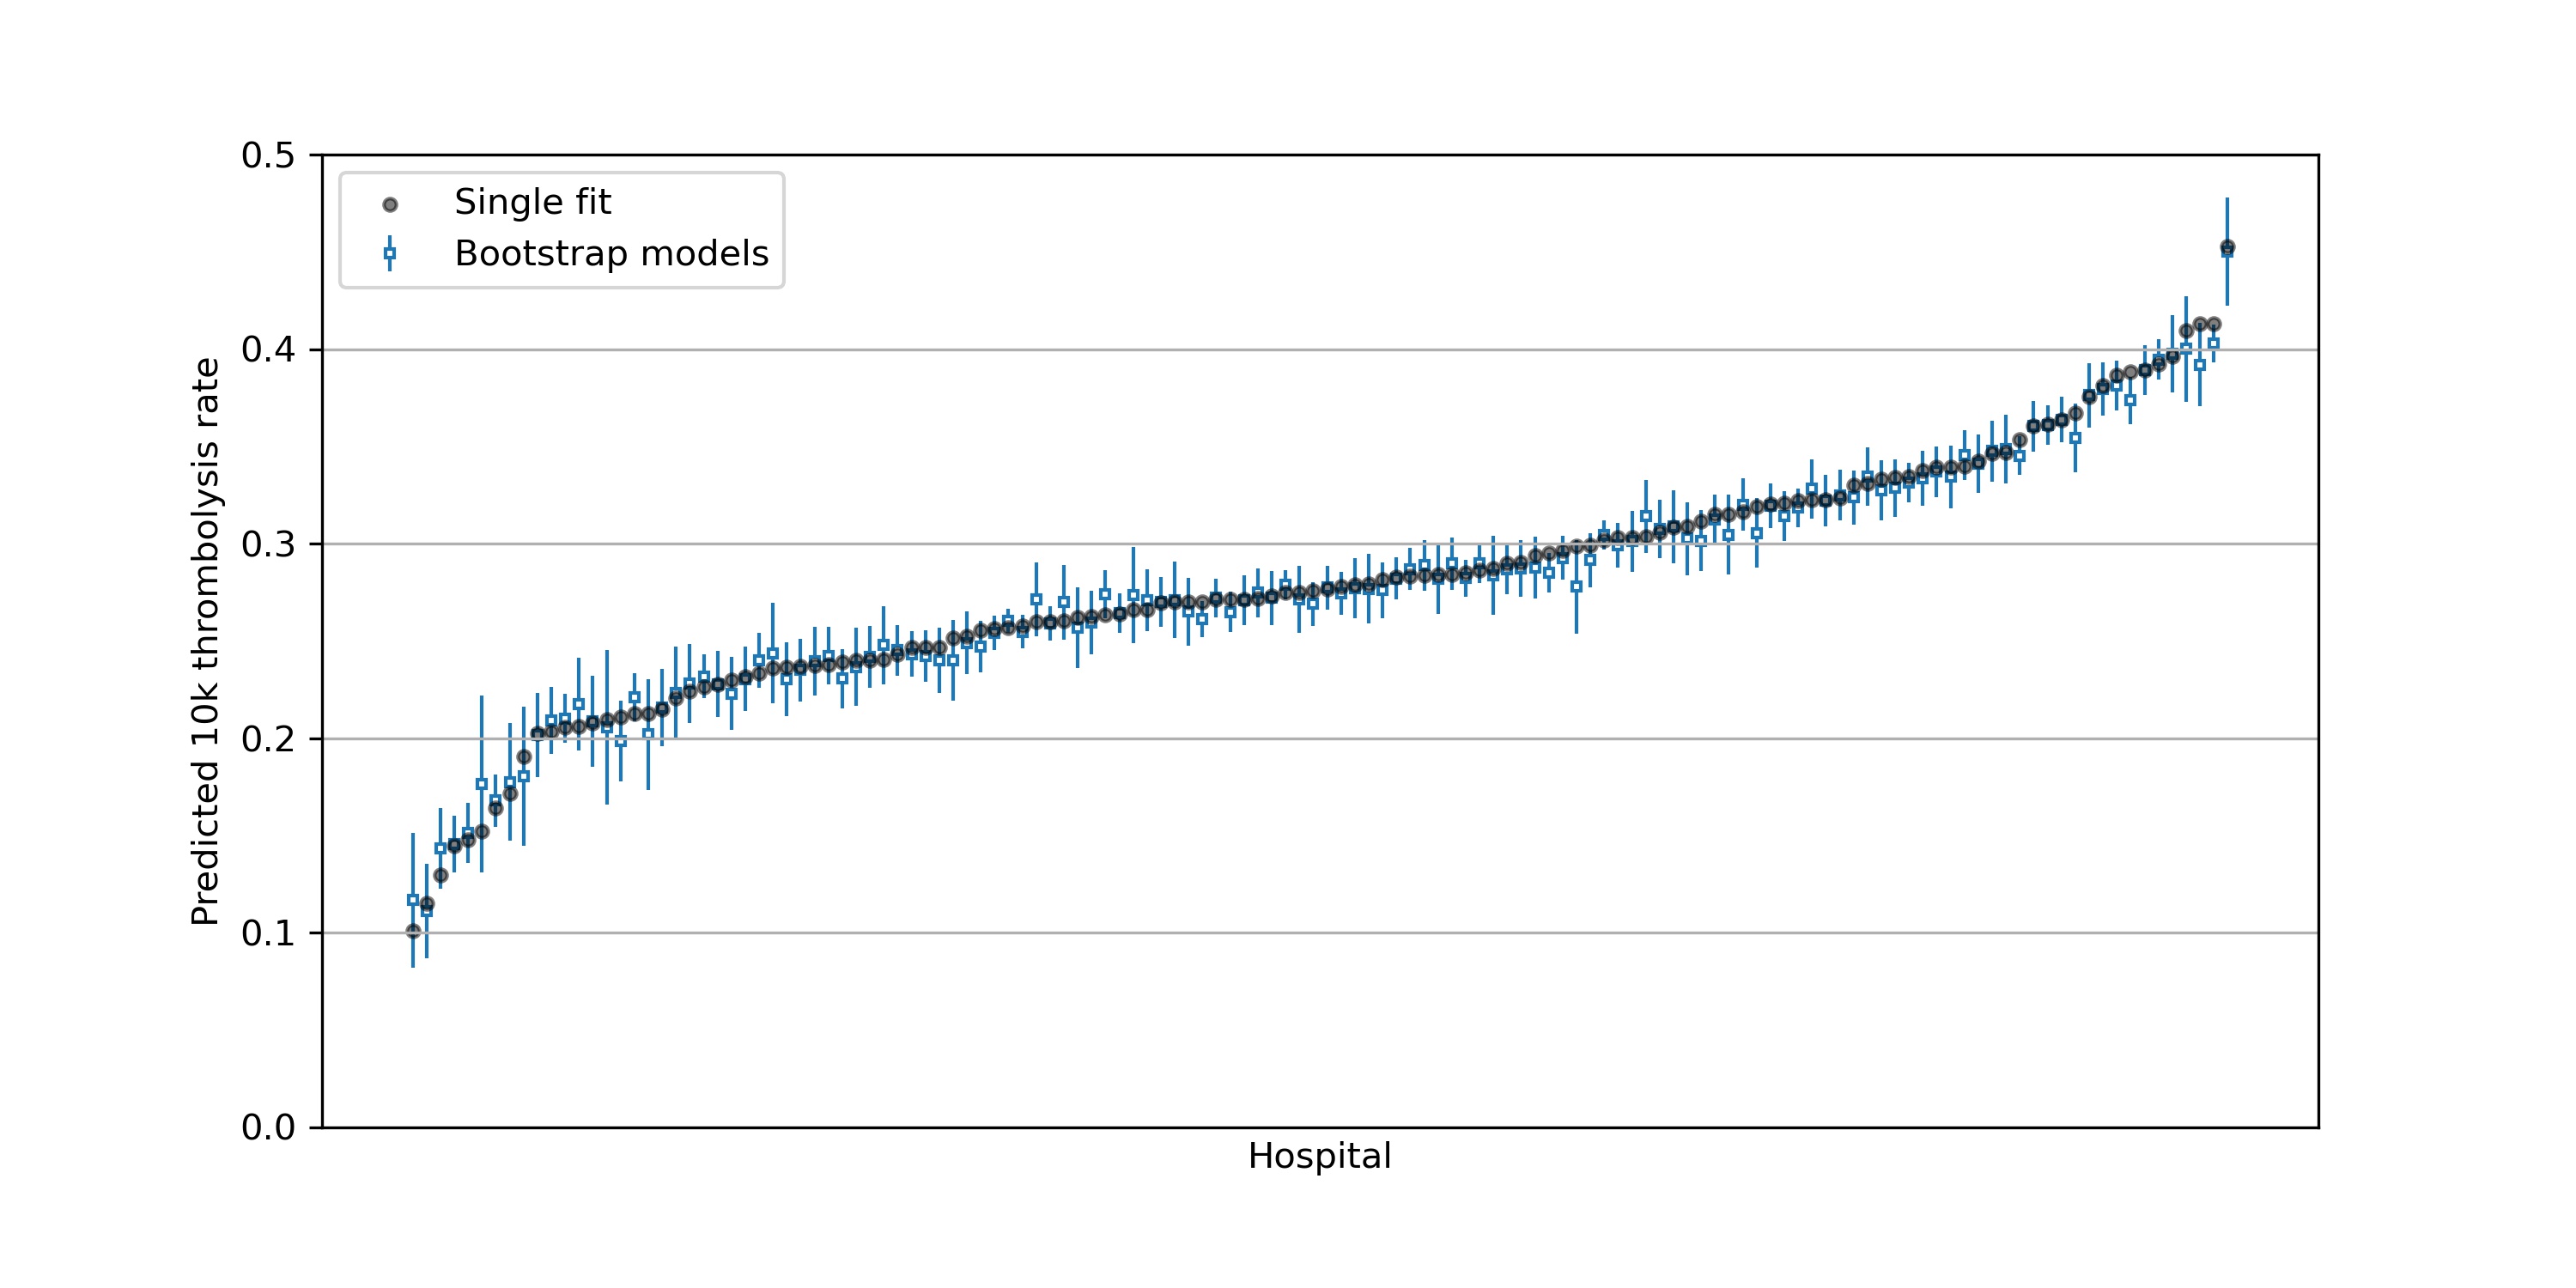 0.5
Single fit
Bootstrap models
0.4
0.3
0.2
0.1
0.0
Predicted 10k thrombolysis rate
Hospital